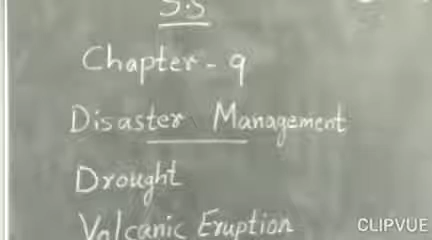 S.S
Chapter - 9
Disaster Management
Drought
Volcanic Eruption
CLIPVUE